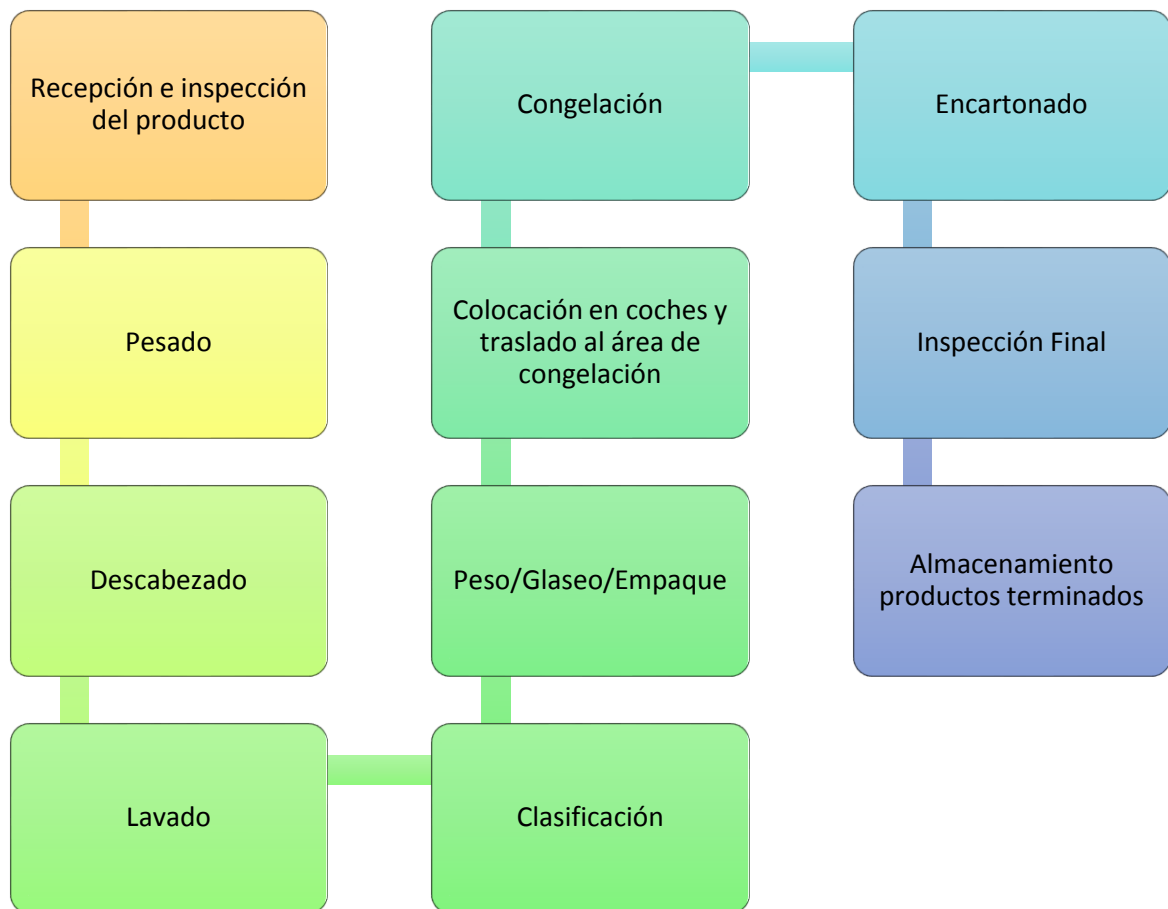 Recepción e inspección
del producto
Pesado
Descabezado
Lavado
Clasificación
Peso/Glaseo/Empaque
Colocación en coches y
traslado al área de
congelación
Congelación
Encartonado
Inspección Final
Almacenamiento
productos terminados